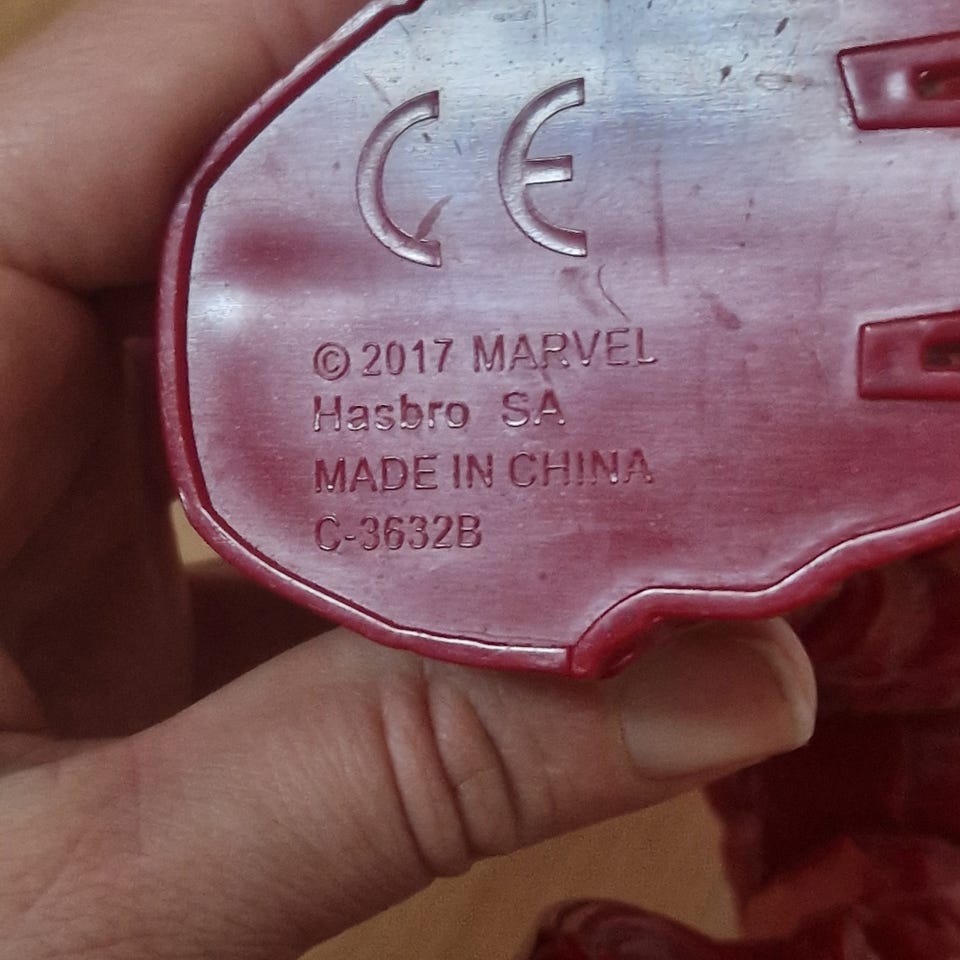 CE
© 2017 MARVEL
Hasbro SA
MADE IN CHINA
C-3632B